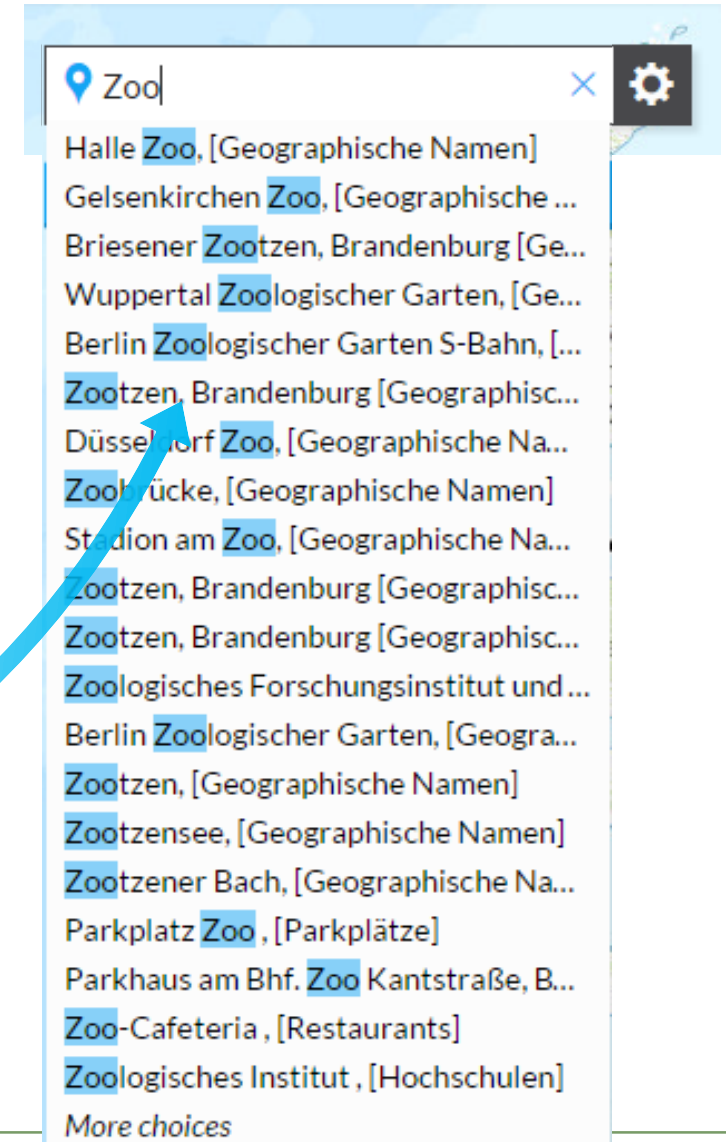 Zoo
Halle Zoo, [Geographische Namen]
Gelsenkirchen Zoo, [Geographische ...
Briesener Zootzen, Brandenburg [Ge...
Wuppertal Zoologischer Garten, [Ge...
Berlin Zoologischer Garten S-Bahn, [...
Zootzen, Brandenburg [Geographisc...
Düsseldorf Zoo, [Geographische Na...
Zoobrücke, [Geographische Namen]
Stadion am Zoo, [Geographische Na...
Zootzen, Brandenburg [Geographisc...
Zootzen, Brandenburg [Geographisc...
Zoologisches Forschungsinstitut und ...
Berlin Zoologischer Garten, [Geogra...
Zootzen, [Geographische Namen]
Zootzensee, [Geographische Namen]
Zootzener Bach, [Geographische Na...
Parkplatz Zoo , [Parkplätze]
Parkhaus am Bhf. Zoo Kantstraße, B...
Zoo-Cafeteria , [Restaurants]
Zoologisches Institut , [Hochschulen]
More choices